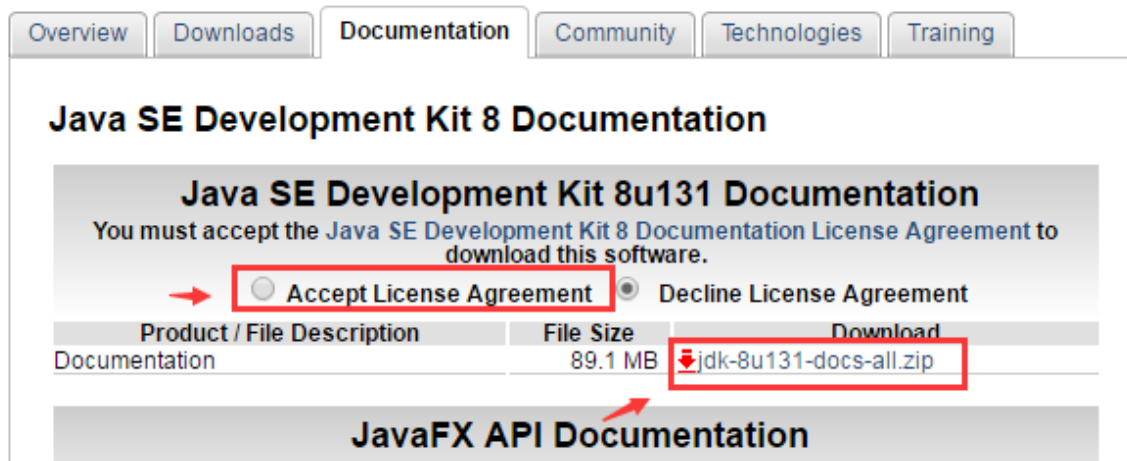 Overview Downloads Documentation Community Technologies Training
Java SE Development Kit 8 Documentation
Java SE Development Kit 8u131 Documentation
You must accept the Java SE Development Kit 8 Documentation License Agreement to
download this software.
Accept License Agreement Decline License Agreement
Product / File Description File Size Download
Documentation 89.1 MB jdk-8u131-docs-all.zip
JavaFX API Documentation